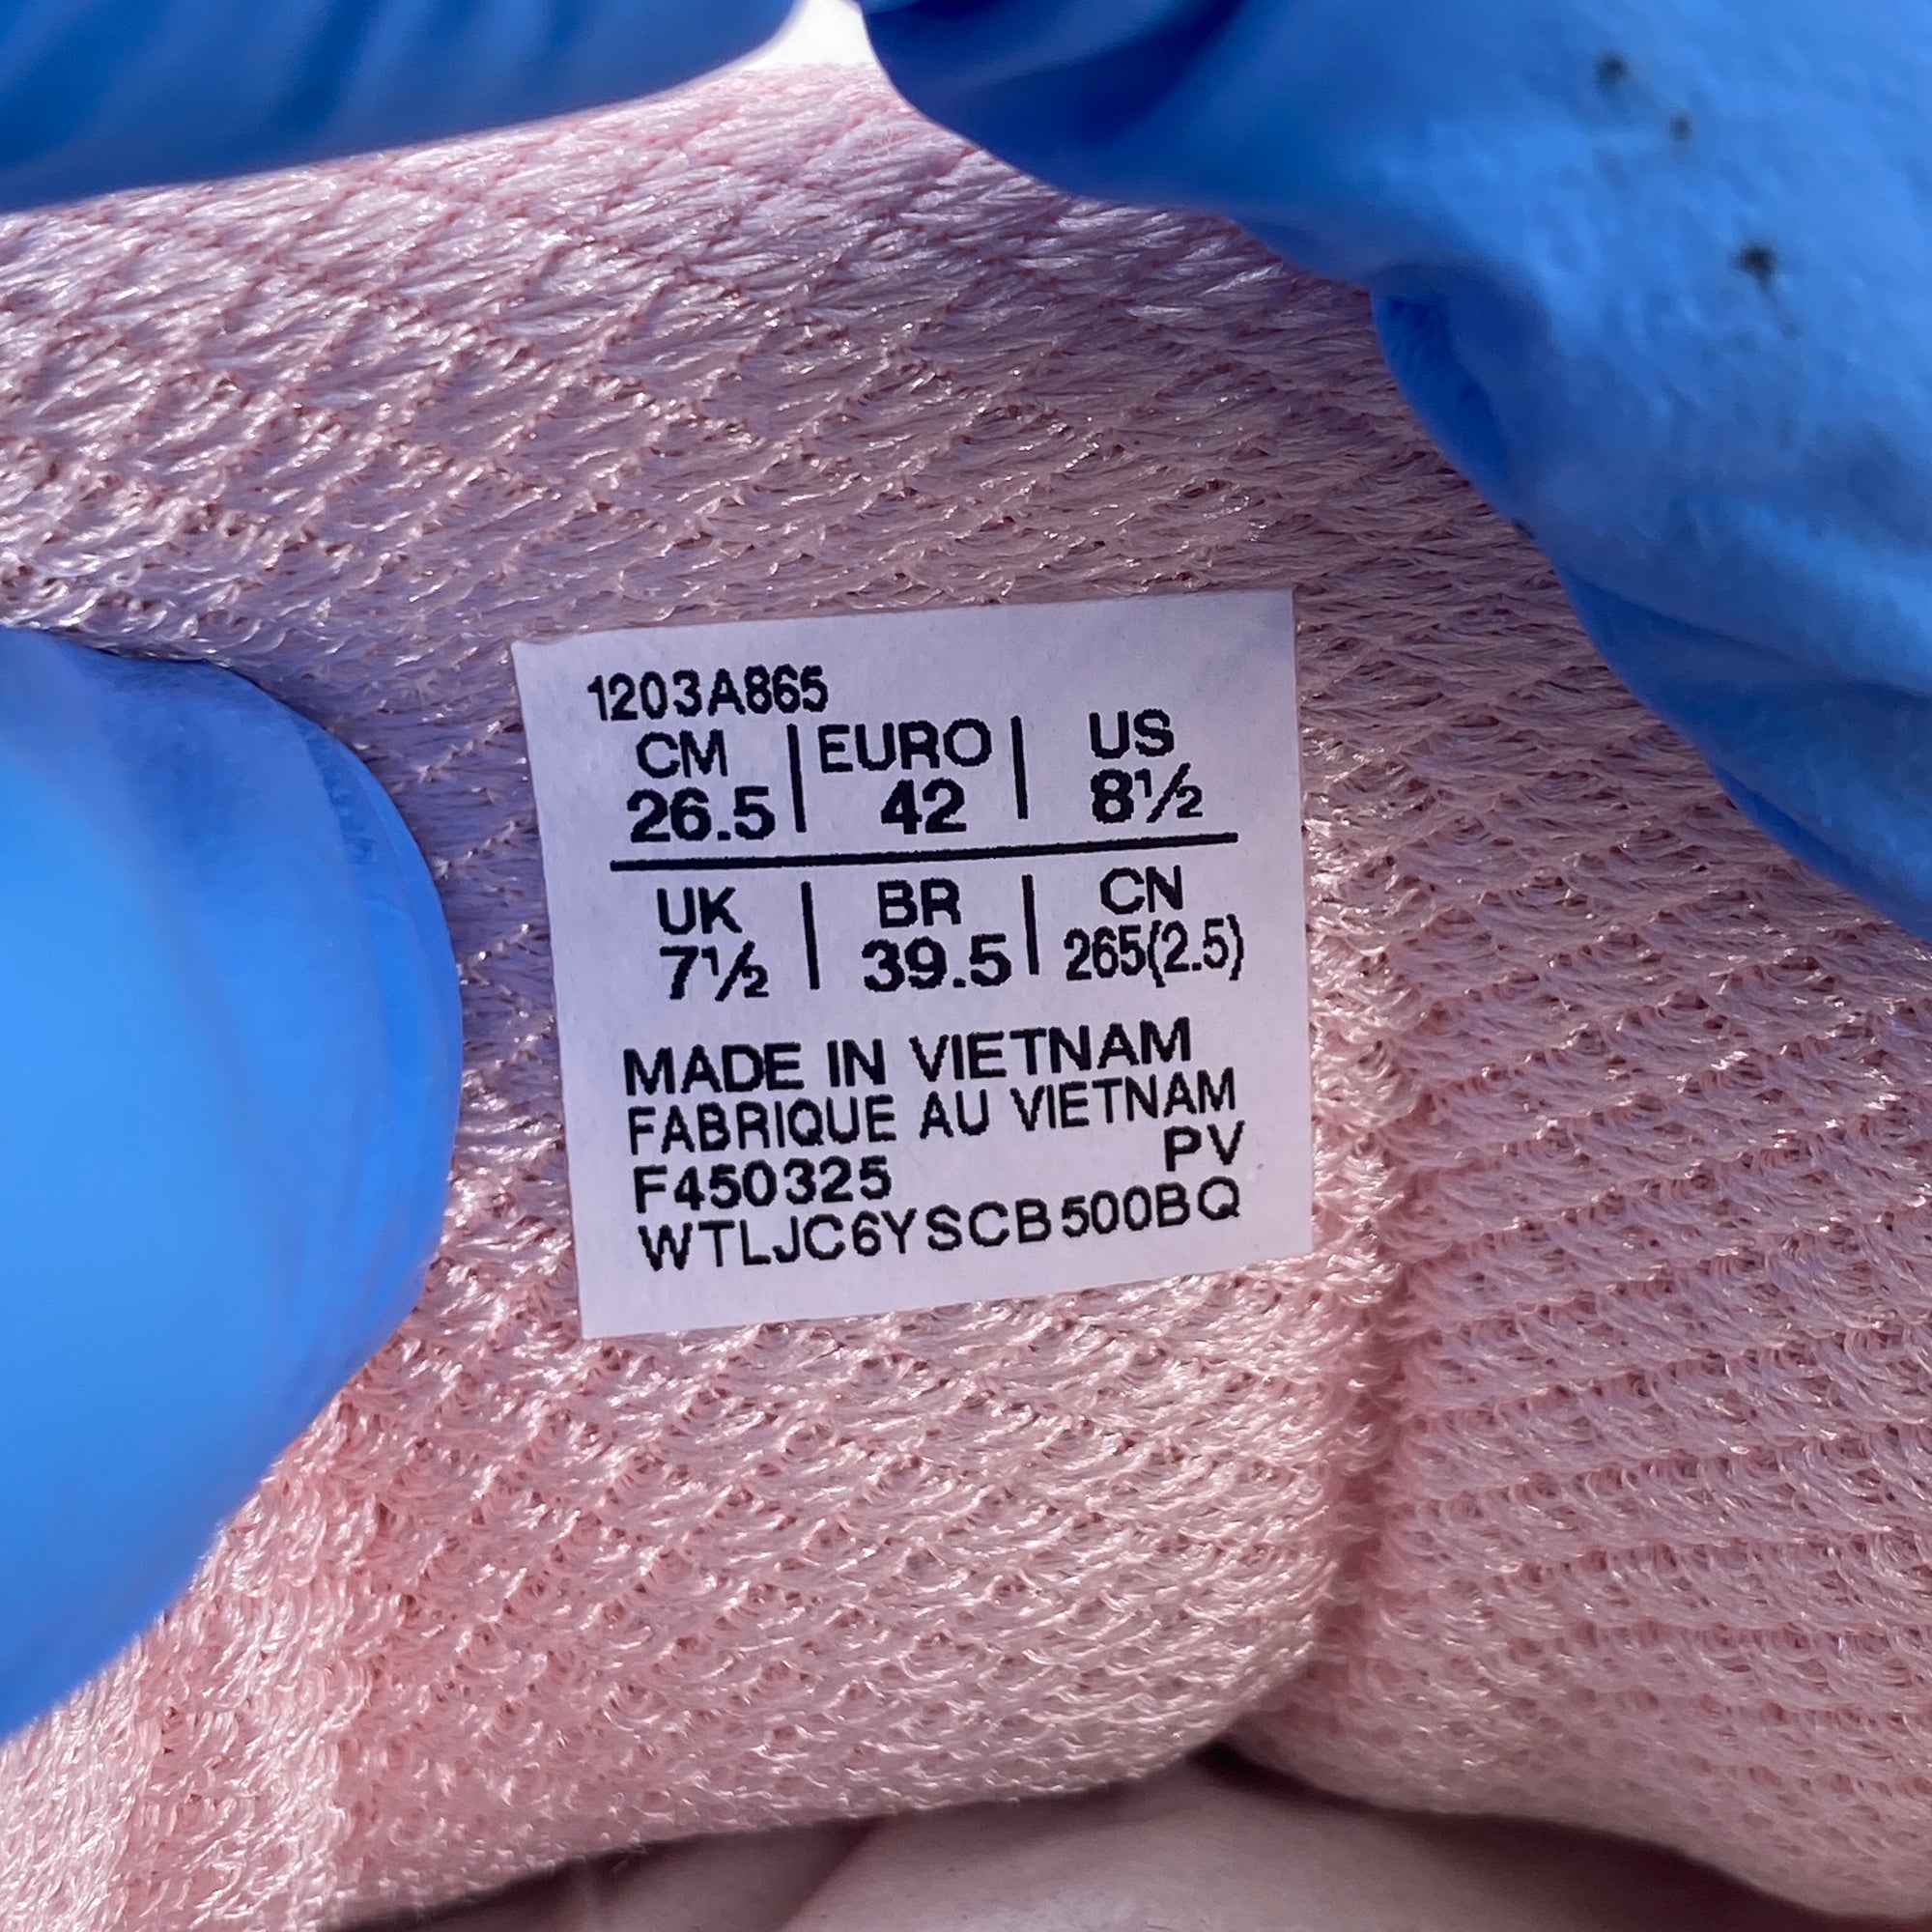 1203A865
CM | EURO | US
26.5 | 42 | 8½
UK | BR | CN
7½ | 39.5 | 265(2.5)
MADE IN VIETNAM
FABRIQUE AU VIETNAM
PV
F450325
WTLJC6YSCB500BQ